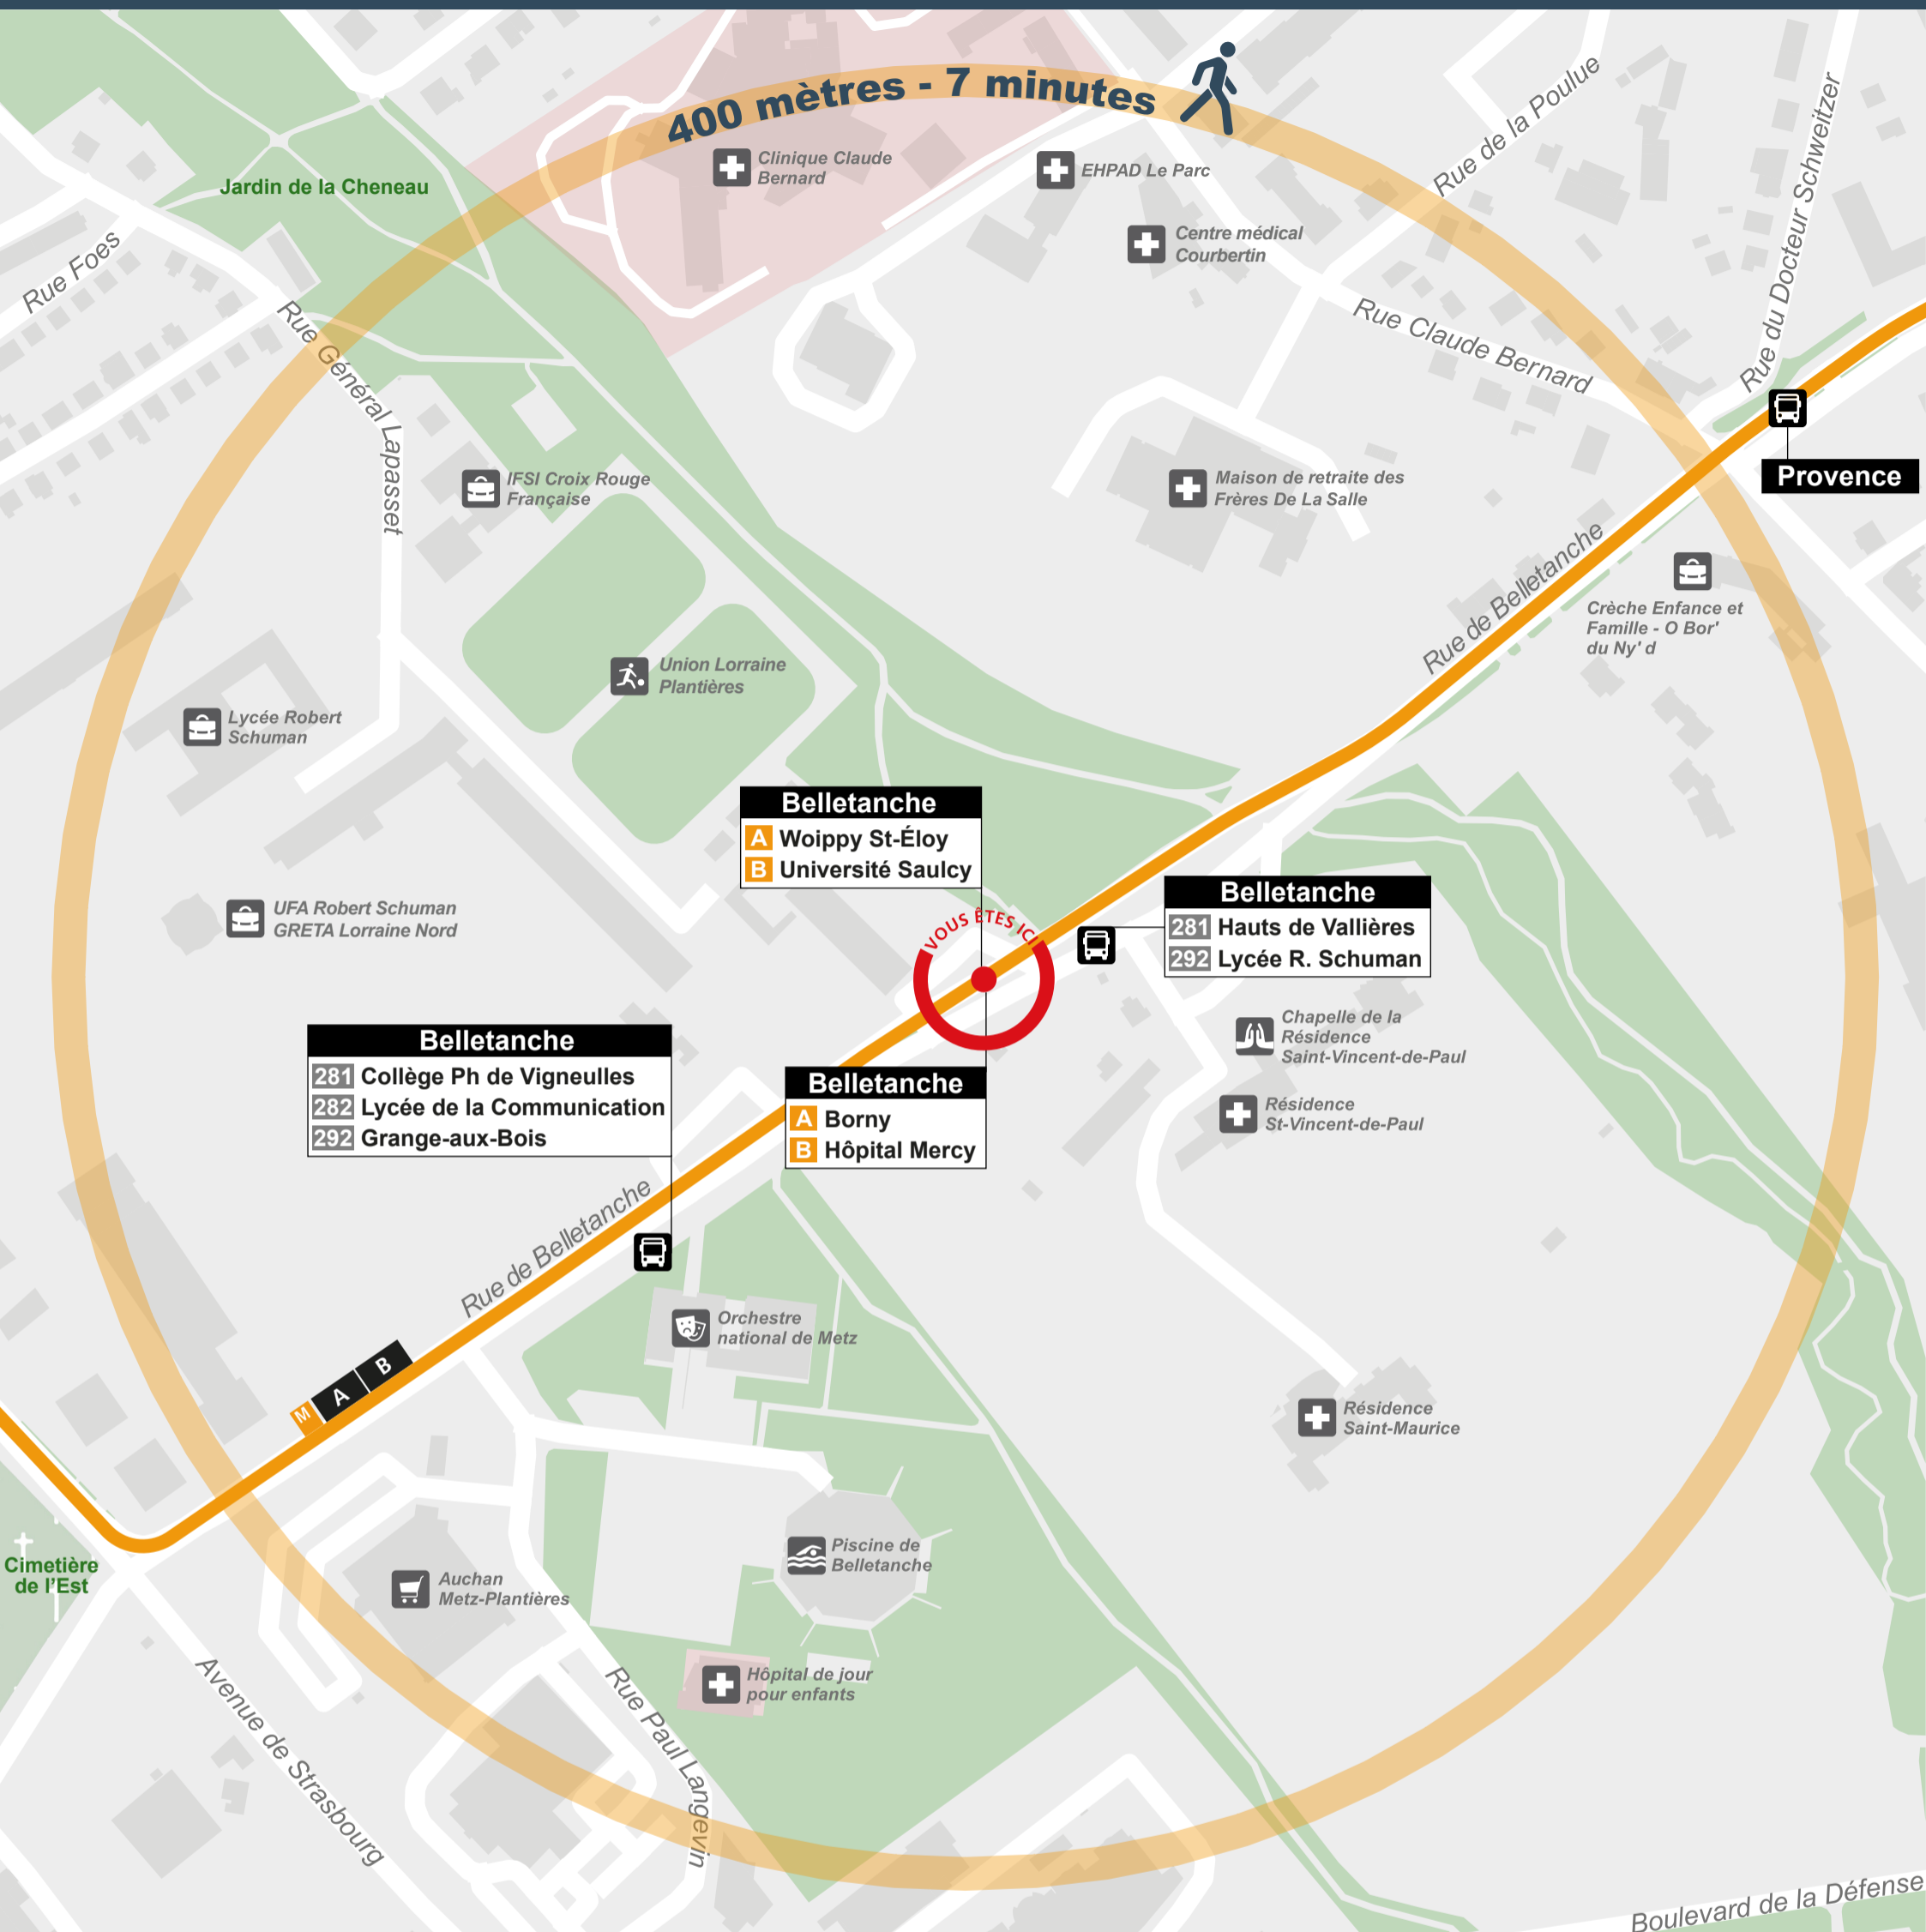 400 mètres - 7 minutes
Clinique Claude
Bernard
EHPAD Le Parc
Centre médical
Courbertin
Rue de la Poulue
Rue du Docteur Schweitzer
Jardin de la Cheneau
Rue Foes
Rue Général Lapasset
Rue Claude Bernard
Provence
IFSI Croix Rouge
Française
Maison de retraite des
Frères De La Salle
Rue de Belletanche
Crèche Enfance et
Famille - O Bor'
du Ny' d
Union Lorraine
Plantières
Lycée Robert
Schuman
Belletanche
A Woippy St-Éloy
B Université Saulcy
UFA Robert Schuman
GRETA Lorraine Nord
VOUS ÊTES ICI
Belletanche
281 Hauts de Vallières
292 Lycée R. Schuman
Chapelle de la
Résidence
Saint-Vincent-de-Paul
Belletanche
281 Collège Ph de Vigneulles
282 Lycée de la Communication
292 Grange-aux-Bois
Belletanche
A Borny
B Hôpital Mercy
Résidence
St-Vincent-de-Paul
Rue de Belletanche
Orchestre
national de Metz
M A B
Résidence
Saint-Maurice
Cimetière
de l'Est
Piscine de
Belletanche
Auchan
Metz-Plantières
Hôpital de jour
pour enfants
Avenue de Strasbourg
Rue Paul Langevin
Boulevard de la Défense